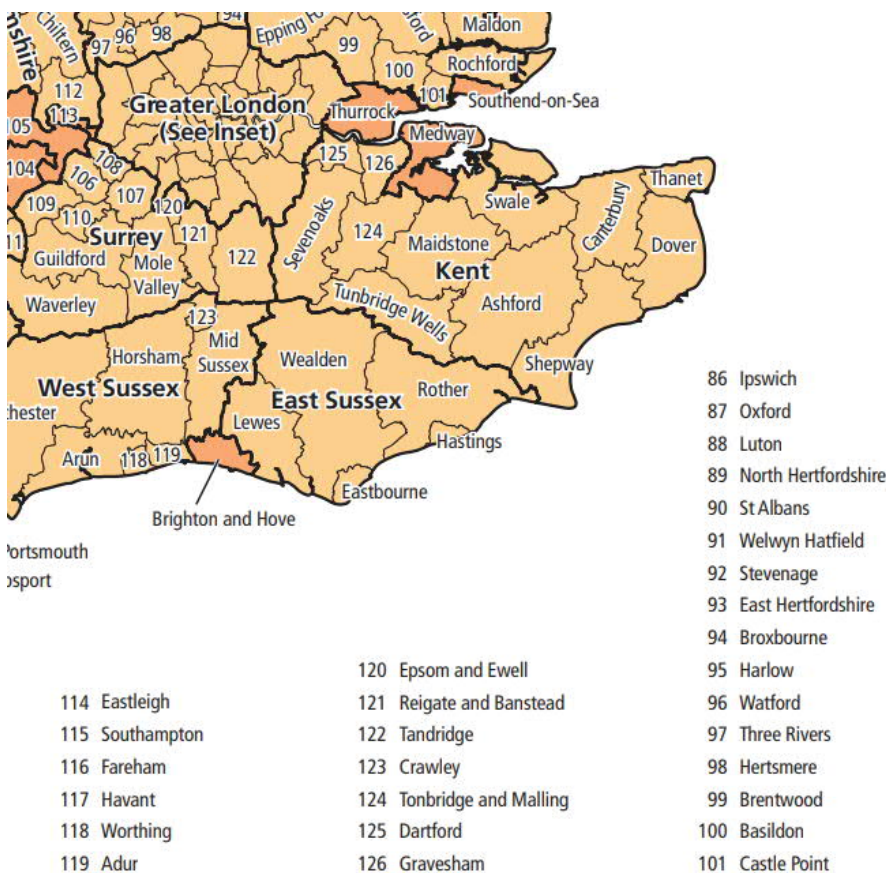 Maldon
94
Epping Fo
sford
Chiltern
97
96
98
99
Rochford
mshire
100
112
101
Southend-on-Sea
Greater London
(See Inset)
Thurrock
113
105
Medway
104
108
125
126
106
107
109
120
110
Thanet
Swale
Canterbury
11
Surrey
121
Sevenoaks
124
Maidstone
Dover
Guildford
Mole
Valley
122
Kent
Waverley
Tunbridge Wells
Ashford
123
Mid
Sussex
Horsham
Wealden
Shepway
West Sussex
East Sussex
Rother
chester
Lewes
Hastings
Arun
118
119
Eastbourne
Brighton and Hove
Portsmouth
osport
114 Eastleigh
115 Southampton
116 Fareham
117 Havant
118 Worthing
119 Adur
120 Epsom and Ewell
121 Reigate and Banstead
122 Tandridge
123 Crawley
124 Tonbridge and Malling
125 Dartford
126 Gravesham
86 Ipswich
87 Oxford
88 Luton
89 North Hertfordshire
90 St Albans
91 Welwyn Hatfield
92 Stevenage
93 East Hertfordshire
94 Broxbourne
95 Harlow
96 Watford
97 Three Rivers
98 Hertsmere
99 Brentwood
100 Basildon
101 Castle Point